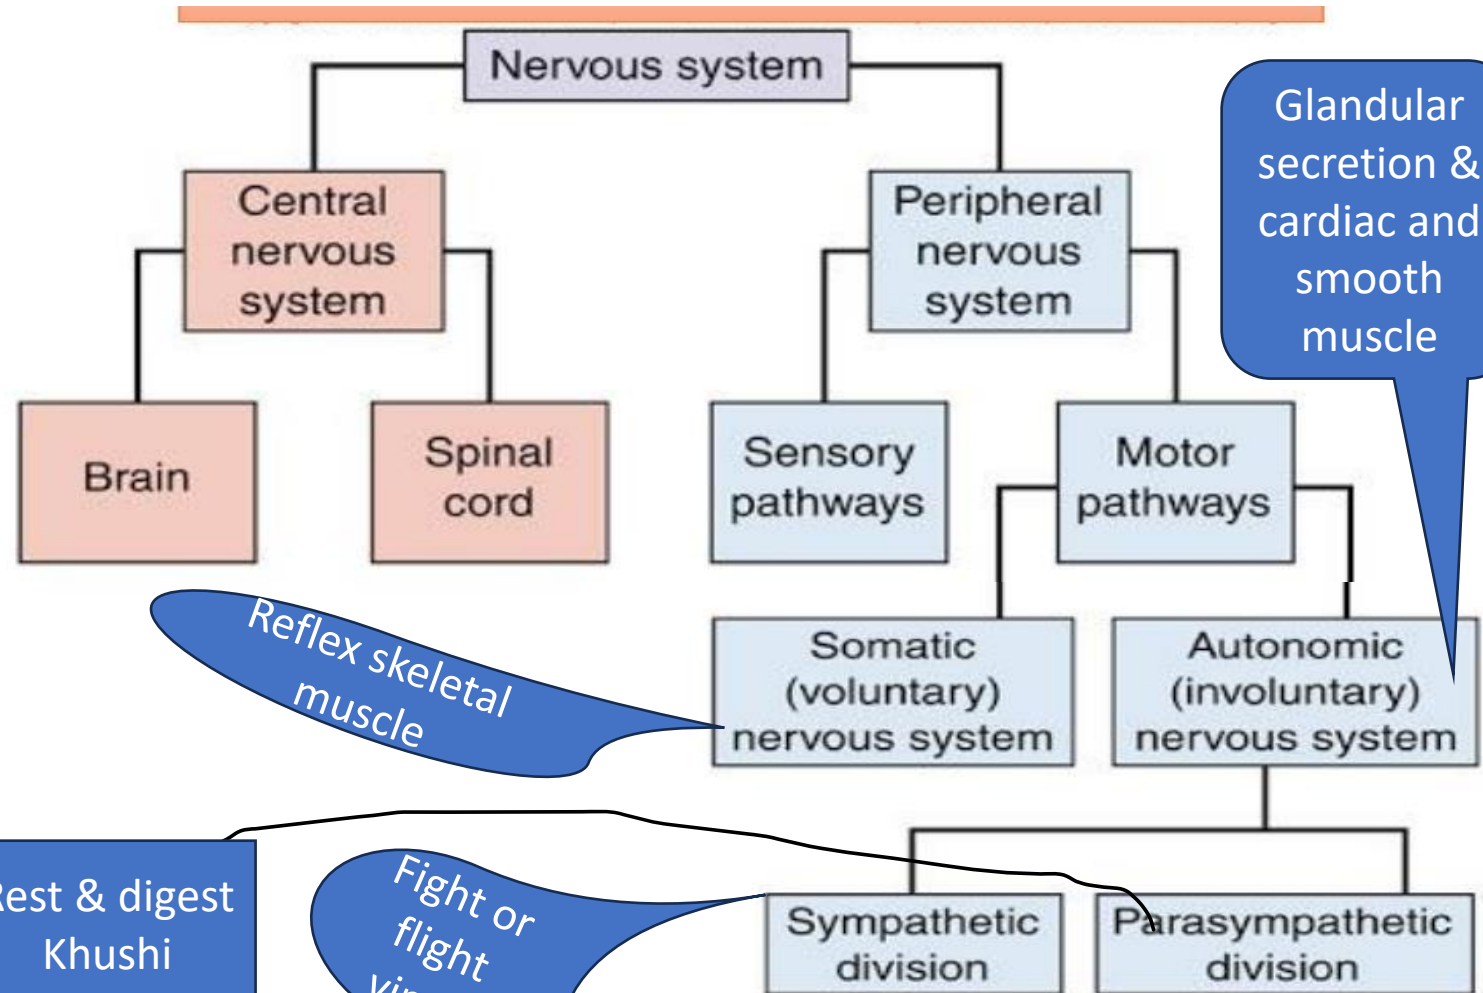 Nervous system
Glandular
secretion &
cardiac and
smooth
muscle
Central
nervous
system
Peripheral
nervous
system
Brain
Spinal
cord
Sensory
pathways
Motor
pathways
Reflex skeletal
muscle
Somatic
(voluntary)
nervous system
Autonomic
(involuntary)
nervous system
Rest & digest
Khushi
Fight or
flight
Sympathetic
division
Parasympathetic
division